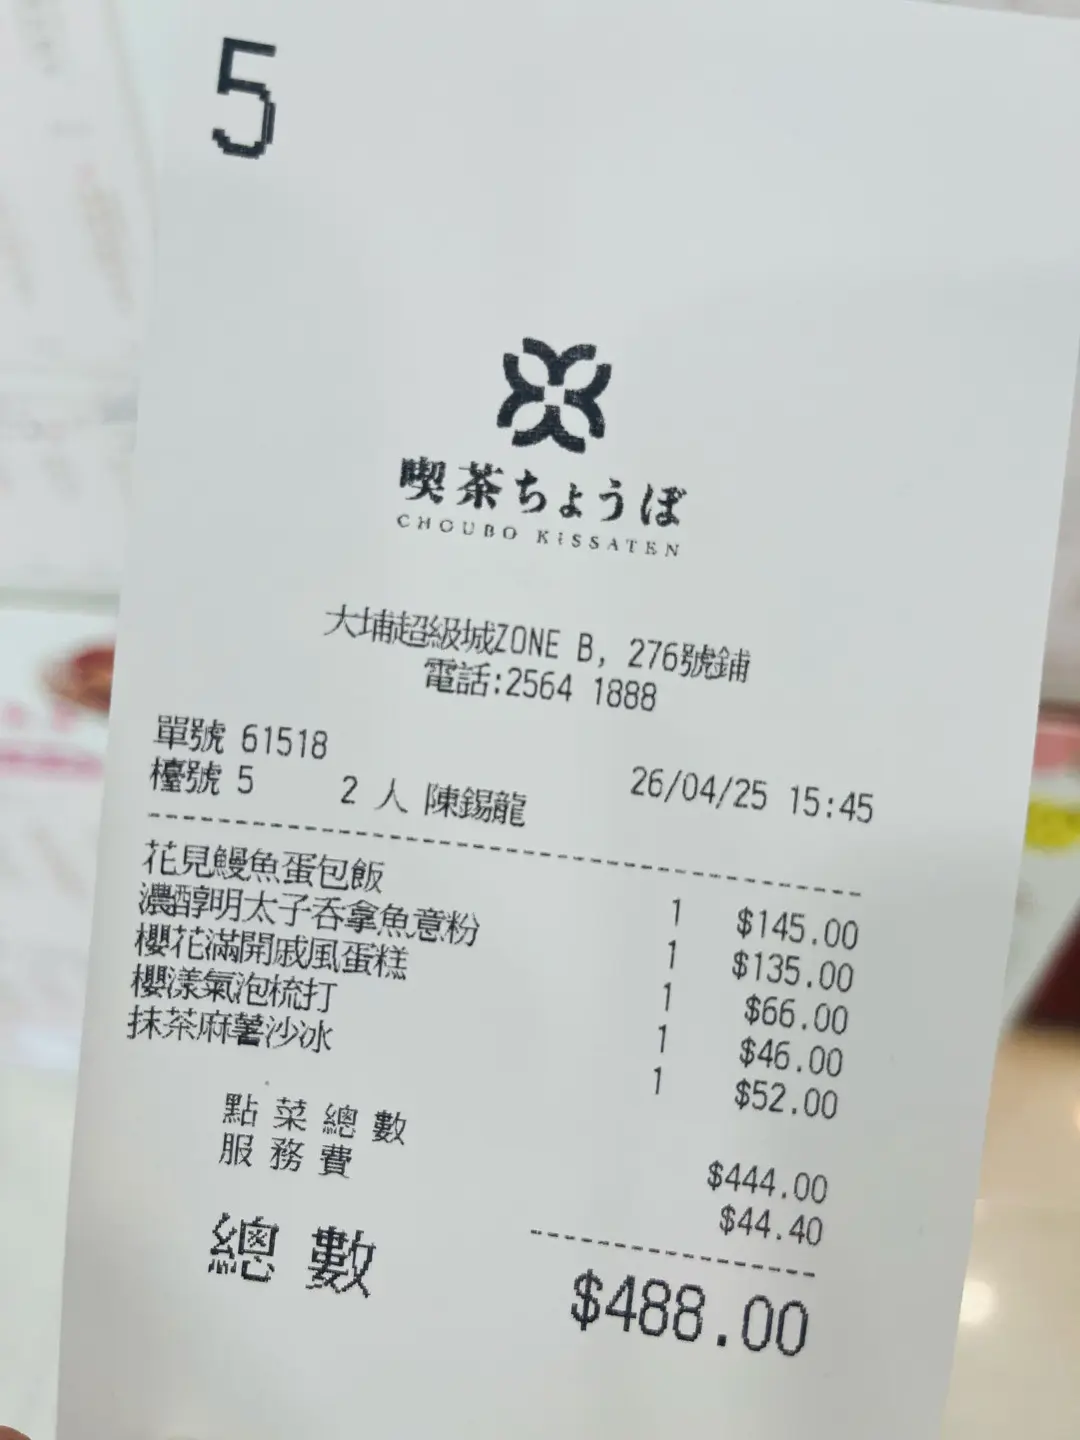 5
喫茶ちょうぼ
CHOUBO KISSATEN
大埔超級城ZONE B, 276號鋪
電話:2564 1888
單號 61518
檯號 5 2 人 陳錫龍 26/04/25 15:45
花見鰻魚蛋包飯 1 $145.00
濃醇明太子吞拿魚意粉 1 $135.00
櫻花滿開戚風蛋糕 1 $66.00
櫻漾氣泡梳打 1 $46.00
抹茶麻薯沙冰 1 $52.00
點菜總數 $444.00
服務費 $44.40
總數 $488.00